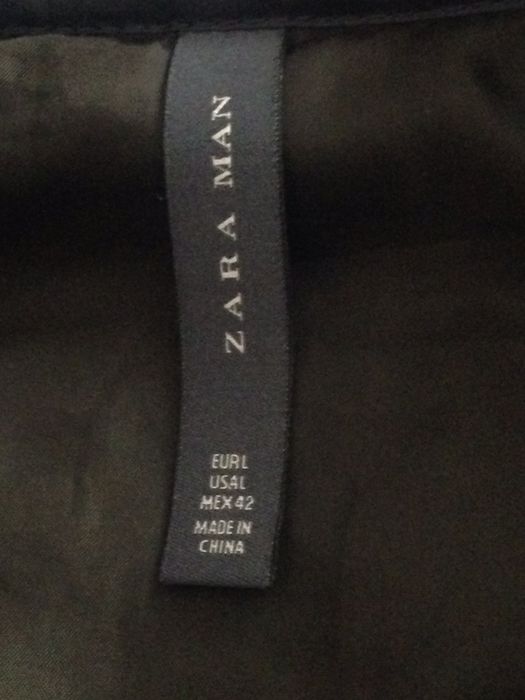 ZARA MAN
EUR L
USA L
MEX 42
MADE IN
CHINA